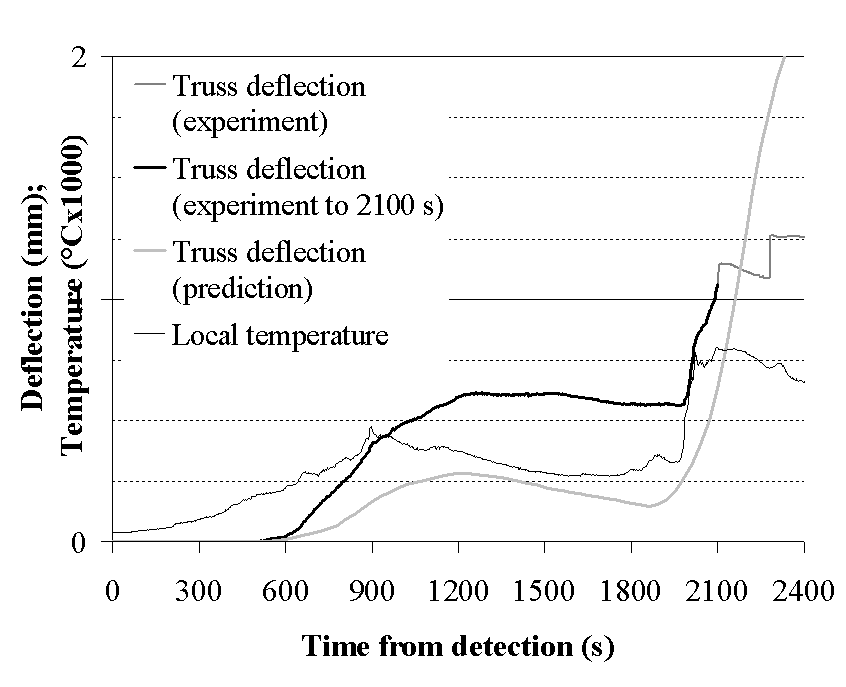 2
Truss deflection
(experiment)
Truss deflection
(experiment to 2100 s)
Truss deflection
(prediction)
Local temperature
Deflection (mm);
Temperature (°Cx1000)
0
0 300 600 900 1200 1500 1800 2100 2400
Time from detection (s)